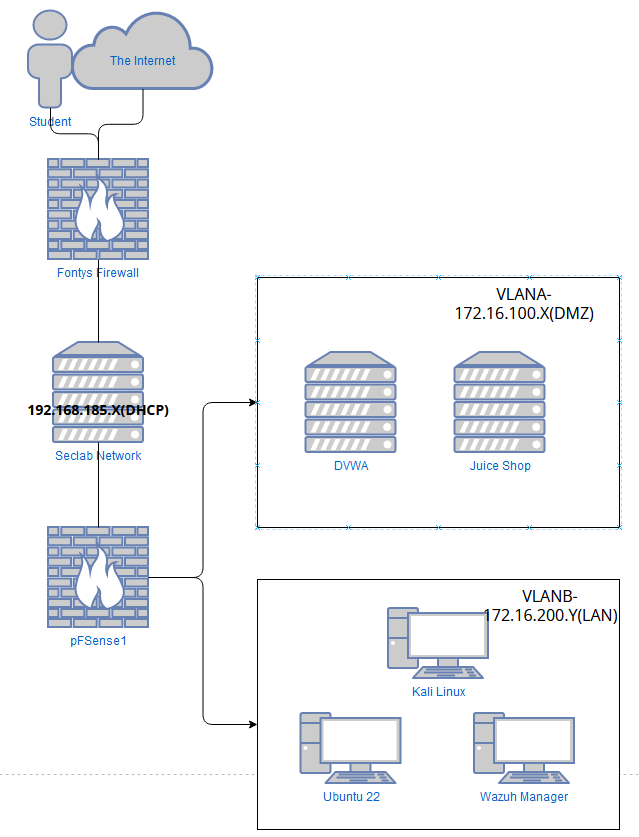 The Internet
Student
Fontys Firewall
192.168.185.X(DHCP)
Seclab Network
pFSense1
VLANA-
172.16.100.X(DMZ)
DVWA
Juice Shop
VLANB-
172.16.200.Y(LAN)
Kali Linux
Ubuntu 22
Wazuh Manager